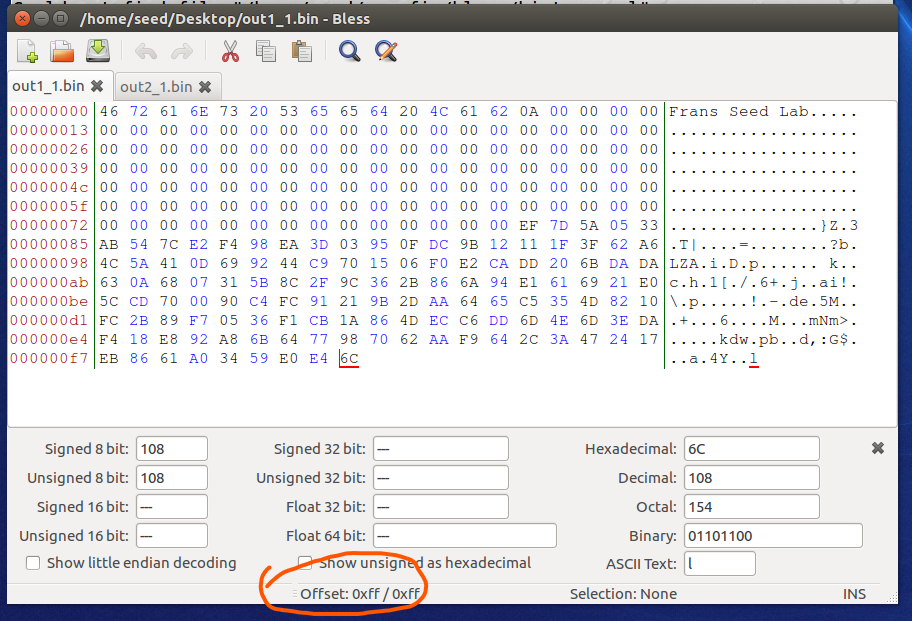 /home/seed/Desktop/out1_1.bin - Bless
out1_1.bin out2_1.bin
00000000 46 72 61 6E 73 20 53 65 65 64 20 4C 61 62 0A 00 00 00 00 Frans Seed Lab.....
00000013 00 00 00 00 00 00 00 00 00 00 00 00 00 00 00 00 00 00 00 ...................
00000026 00 00 00 00 00 00 00 00 00 00 00 00 00 00 00 00 00 00 00 ...................
00000039 00 00 00 00 00 00 00 00 00 00 00 00 00 00 00 00 00 00 00 ...................
0000004c 00 00 00 00 00 00 00 00 00 00 00 00 00 00 00 00 00 00 00 ...................
0000005f 00 00 00 00 00 00 00 00 00 00 00 00 00 00 00 00 00 00 00 ...................
00000072 00 00 00 00 00 00 00 00 00 00 00 00 00 00 EF 7D 5A 05 33 ...............}Z.3
00000085 AB 54 7C E2 F4 98 EA 3D 03 95 0F DC 9B 12 11 1F 3F 62 A6 .T|....=........?b.
00000098 4C 5A 41 0D 69 92 44 C9 70 15 06 F0 E2 CA DD 20 6B DA DA LZA.i.D.p...... k..
000000ab 63 0A 68 07 31 5B 8C 2F 9C 36 2B 86 6A 94 E1 61 69 21 E0 c.h.1[./.6+.j..ai!.
000000be 5C CD 70 00 90 C4 FC 91 21 9B 2D AA 64 65 C5 35 4D 82 10 \.p.....!.-.de.5M..
000000d1 FC 2B 89 F7 05 36 F1 CB 1A 86 4D EC C6 DD 6D 4E 6D 3E DA .+...6....M...mNm>.
000000e4 F4 18 E8 92 A8 6B 64 77 98 70 62 AA F9 64 2C 3A 47 24 17 .....kdw.pb..d,:G$.
000000f7 EB 86 61 A0 34 59 E0 E4 6C ..a.4Y..l
Signed 8 bit: 108 Signed 32 bit: --- Hexadecimal: 6C
Unsigned 8 bit: 108 Unsigned 32 bit: --- Decimal: 108
Signed 16 bit: --- Float 32 bit: --- Octal: 154
Unsigned 16 bit: --- Float 64 bit: --- Binary: 01101100
Show little endian decoding Show unsigned as hexadecimal ASCII Text: l
Offset: 0xff / 0xff Selection: None INS